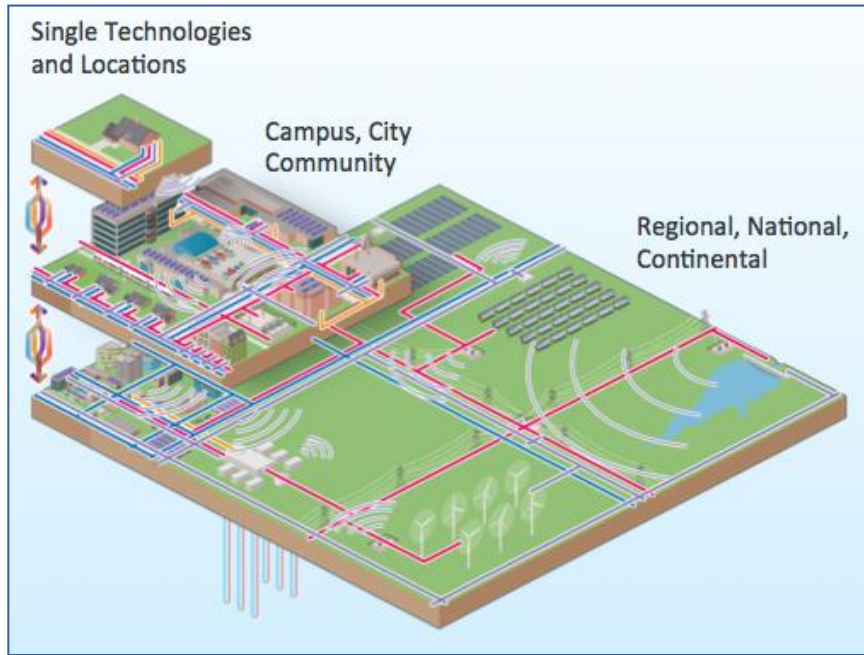 Single Technologies
and Locations
Campus, City
Community
Regional, National,
Continental